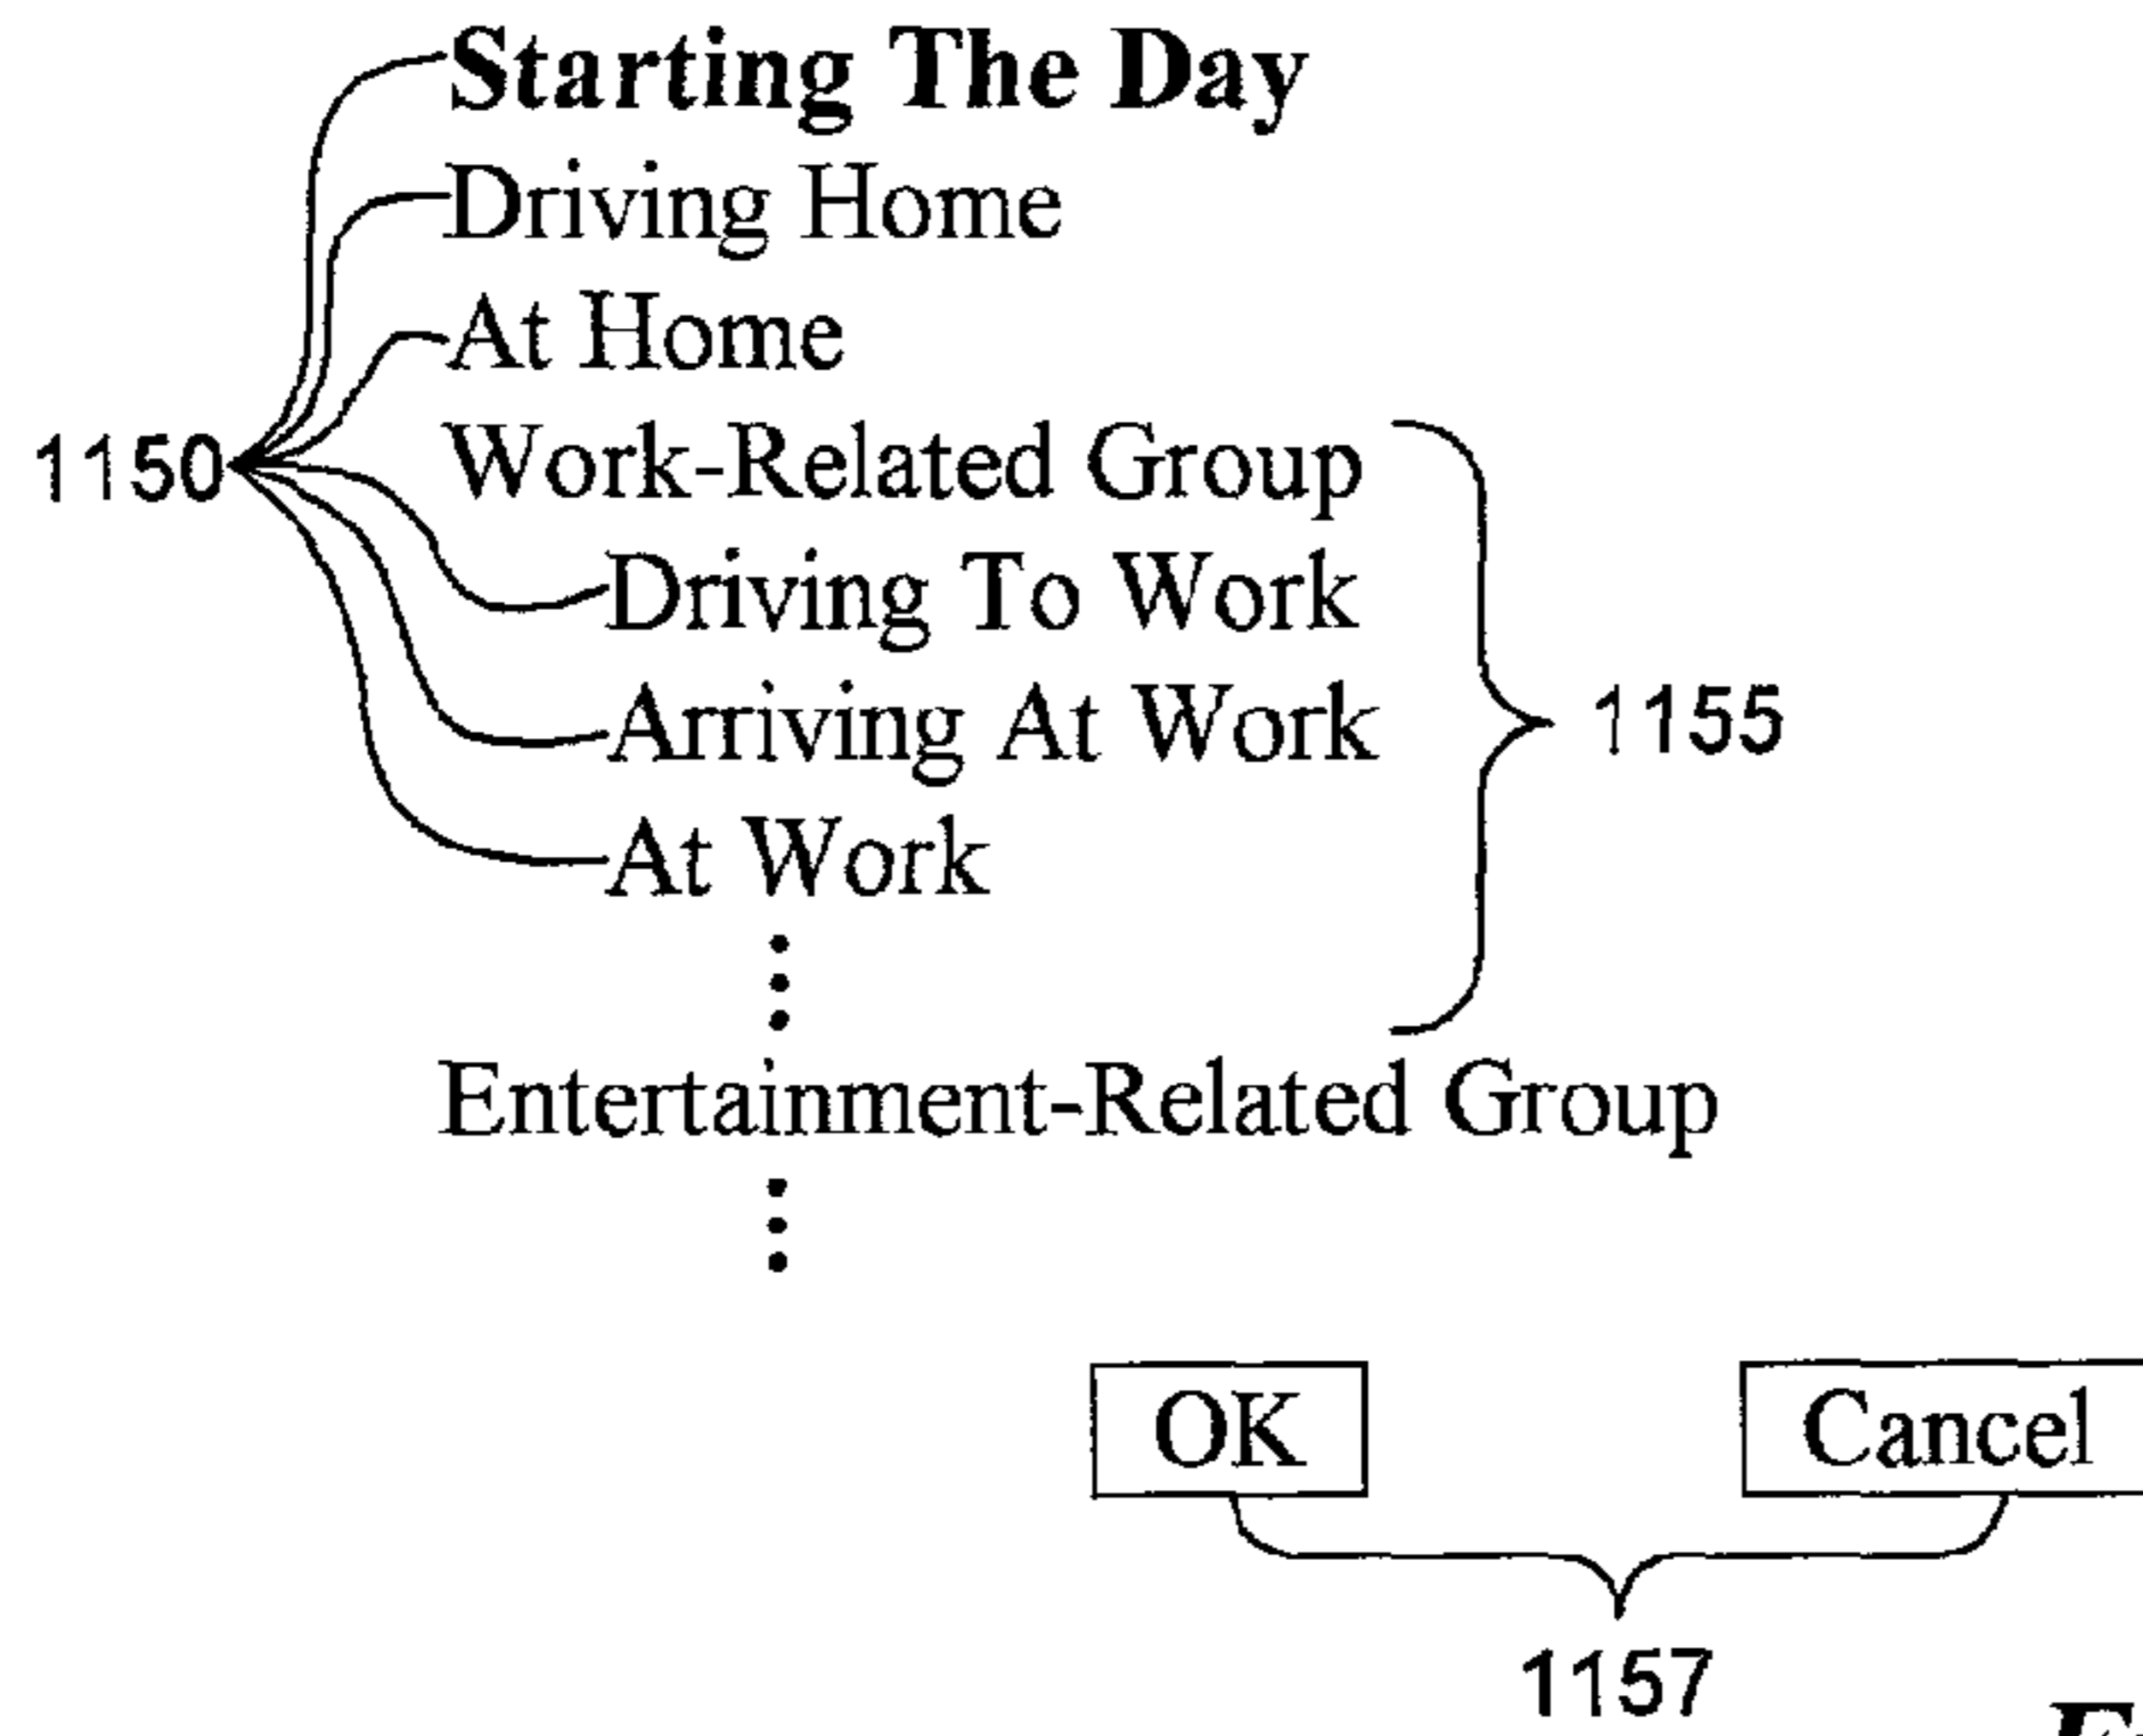 Starting The Day
Driving Home
At Home
1150 Work-Related Group
Driving To Work
Arriving At Work 1155
At Work
Entertainment-Related Group
OK Cancel
1157